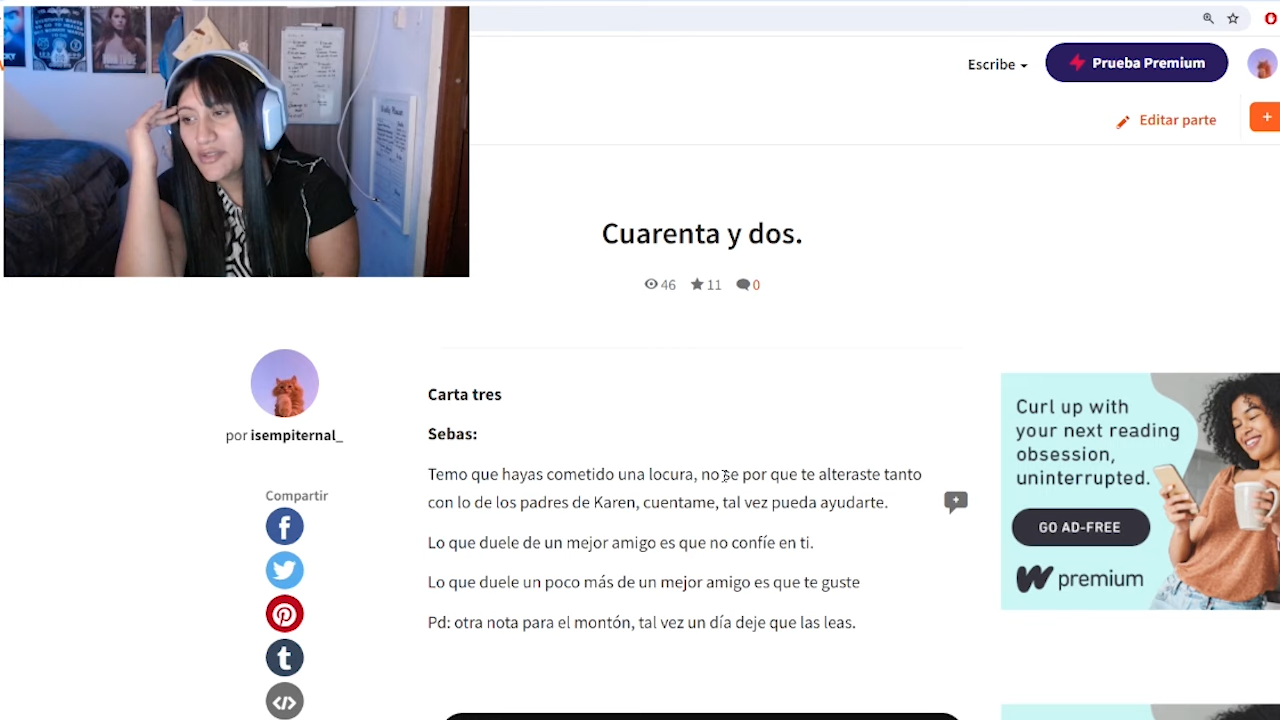 Escribe
Prueba Premium
Editar parte
+
Cuarenta y dos.
46 11 0
por isempiternal_
Compartir
Carta tres
Sebas:
Temo que hayas cometido una locura, no se por que te alteraste tanto
con lo de los padres de Karen, cuentame, tal vez pueda ayudarte.
Lo que duele de un mejor amigo es que no confíe en ti.
Lo que duele un poco más de un mejor amigo es que te guste
Pd: otra nota para el montón, tal vez un día deje que las leas.
Curl up with
your next reading
obsession,
uninterrupted.
GO AD-FREE
premium